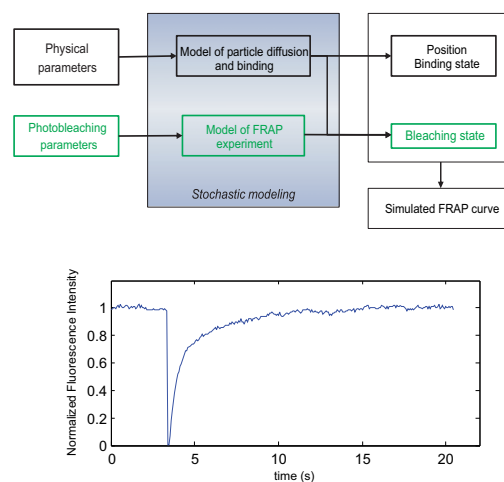 Physical
parameters
Model of particle diffusion
and binding
Position
Binding state
Photobleaching
parameters
Model of FRAP
experiment
Bleaching state
Stochastic modeling
Simulated FRAP curve
Normalized Fluorescence Intensity
1
0.8
0.6
0.4
0.2
0
0
5
10
15
20
time (s)